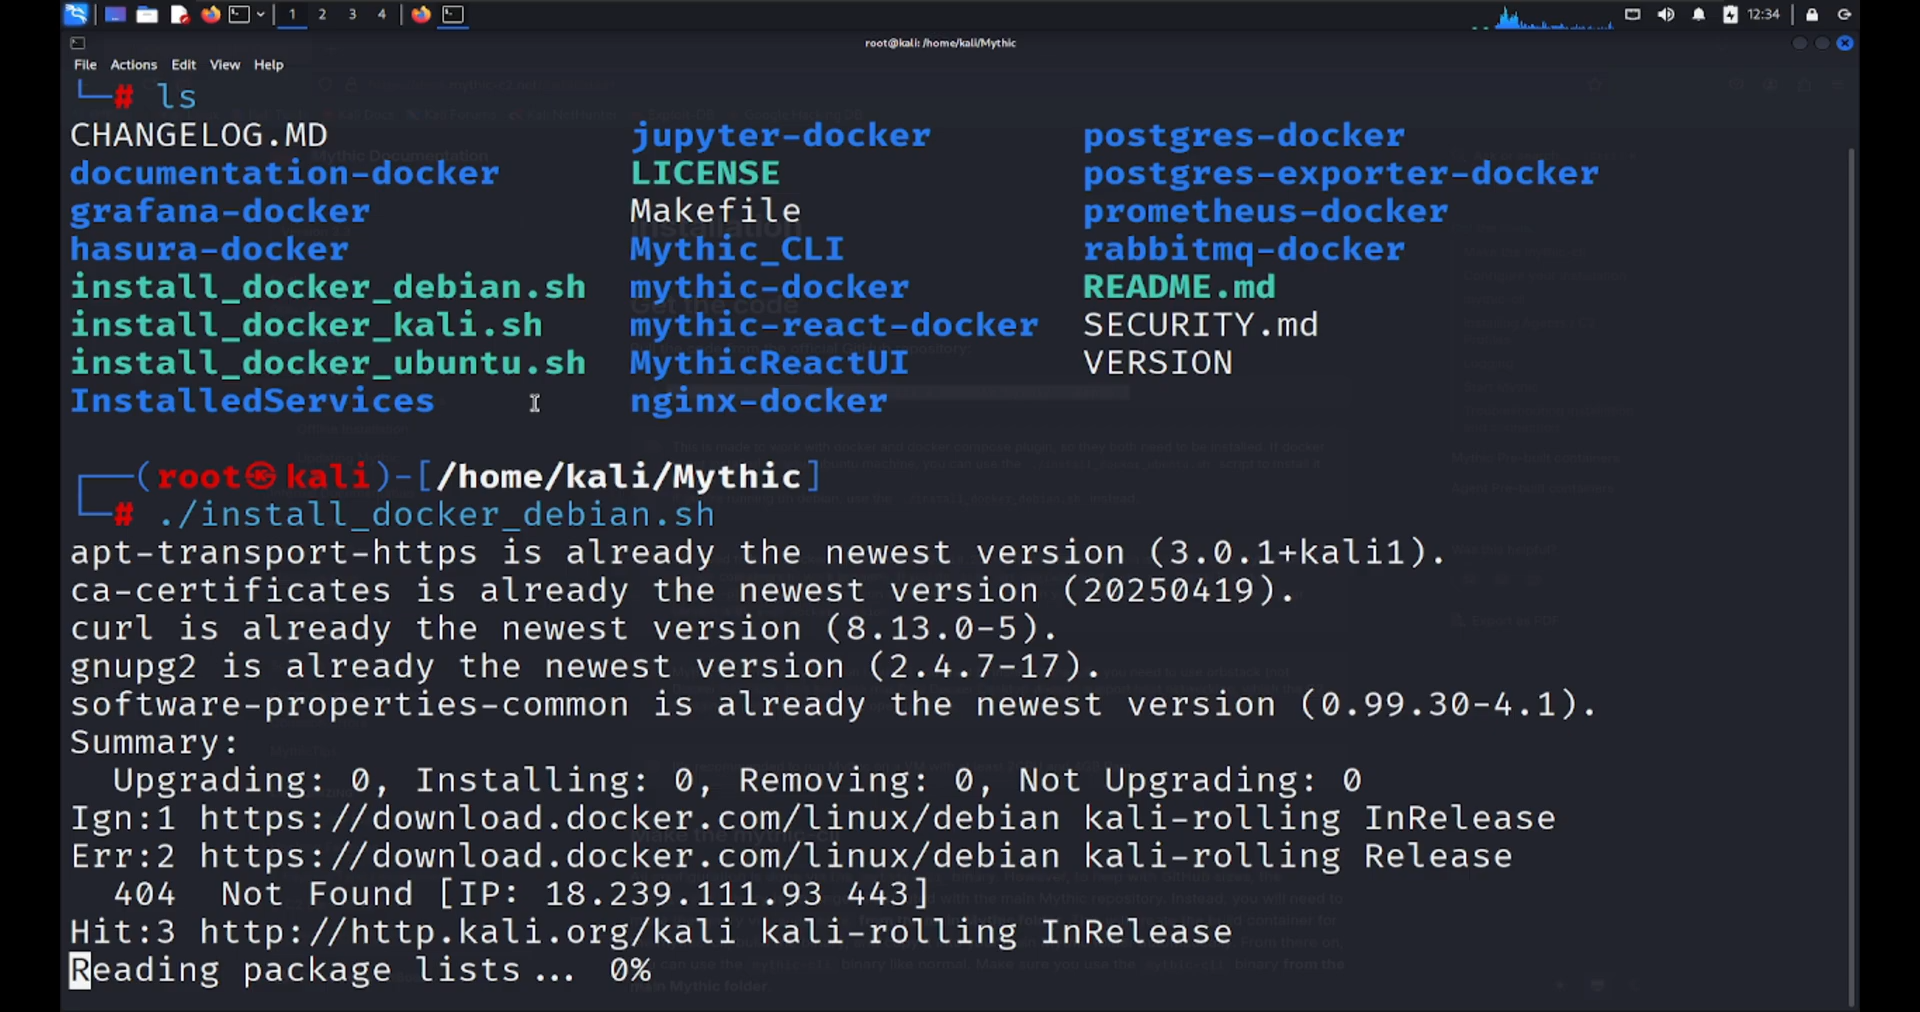 1 2 3 4 12:34
root@kali: /home/kali/Mythic
File Actions Edit View Help
└─# ls
CHANGELOG.MD jupyter-docker postgres-docker
documentation-docker LICENSE postgres-exporter-docker
grafana-docker Makefile prometheus-docker
hasura-docker Mythic_CLI rabbitmq-docker
install_docker_debian.sh mythic-docker README.md
install_docker_kali.sh mythic-react-docker SECURITY.md
install_docker_ubuntu.sh MythicReactUI VERSION
InstalledServices nginx-docker
┌──(root㉿kali)-[/home/kali/Mythic]
└─# ./install_docker_debian.sh
apt-transport-https is already the newest version (3.0.1+kali1).
ca-certificates is already the newest version (20250419).
curl is already the newest version (8.13.0-5).
gnupg2 is already the newest version (2.4.7-17).
software-properties-common is already the newest version (0.99.30-4.1).
Summary:
Upgrading: 0, Installing: 0, Removing: 0, Not Upgrading: 0
Ign:1 https://download.docker.com/linux/debian kali-rolling InRelease
Err:2 https://download.docker.com/linux/debian kali-rolling Release
404 Not Found [IP: 18.239.111.93 443]
Hit:3 http://http.kali.org/kali kali-rolling InRelease
Reading package lists... 0%